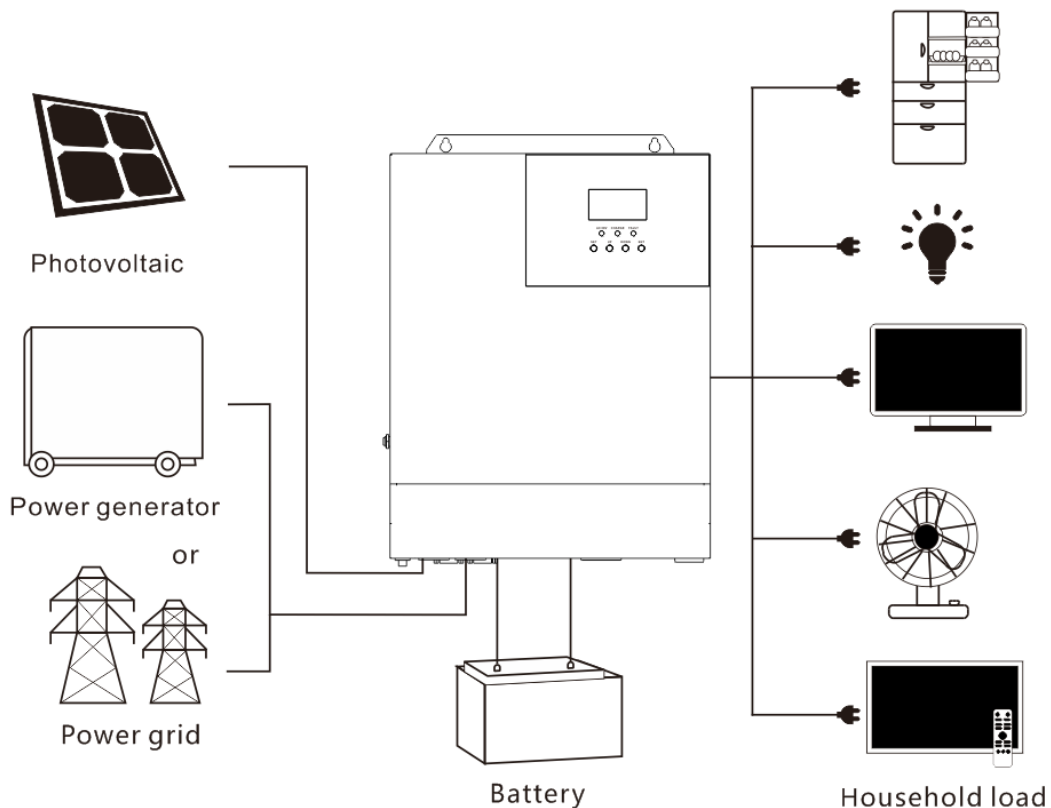 Photovoltaic
Power generator
or
Power grid
Battery
Household load